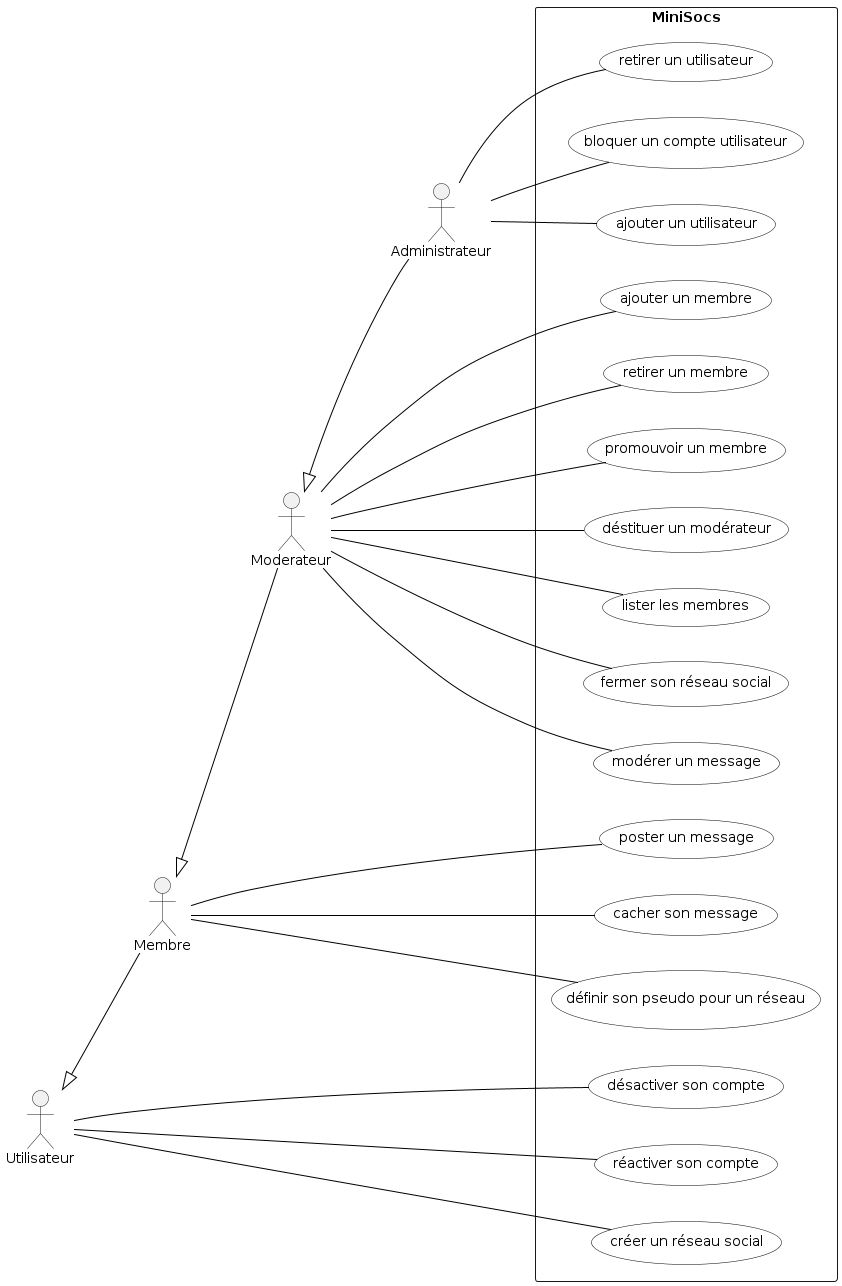 MiniSocs
retirer un utilisateur
bloquer un compte utilisateur
ajouter un utilisateur
Administrateur
ajouter un membre
retirer un membre
promouvoir un membre
déstituer un modérateur
Moderateur
lister les membres
fermer son réseau social
modérer un message
poster un message
cacher son message
Membre
définir son pseudo pour un réseau
désactiver son compte
Utilisateur
réactiver son compte
créer un réseau social